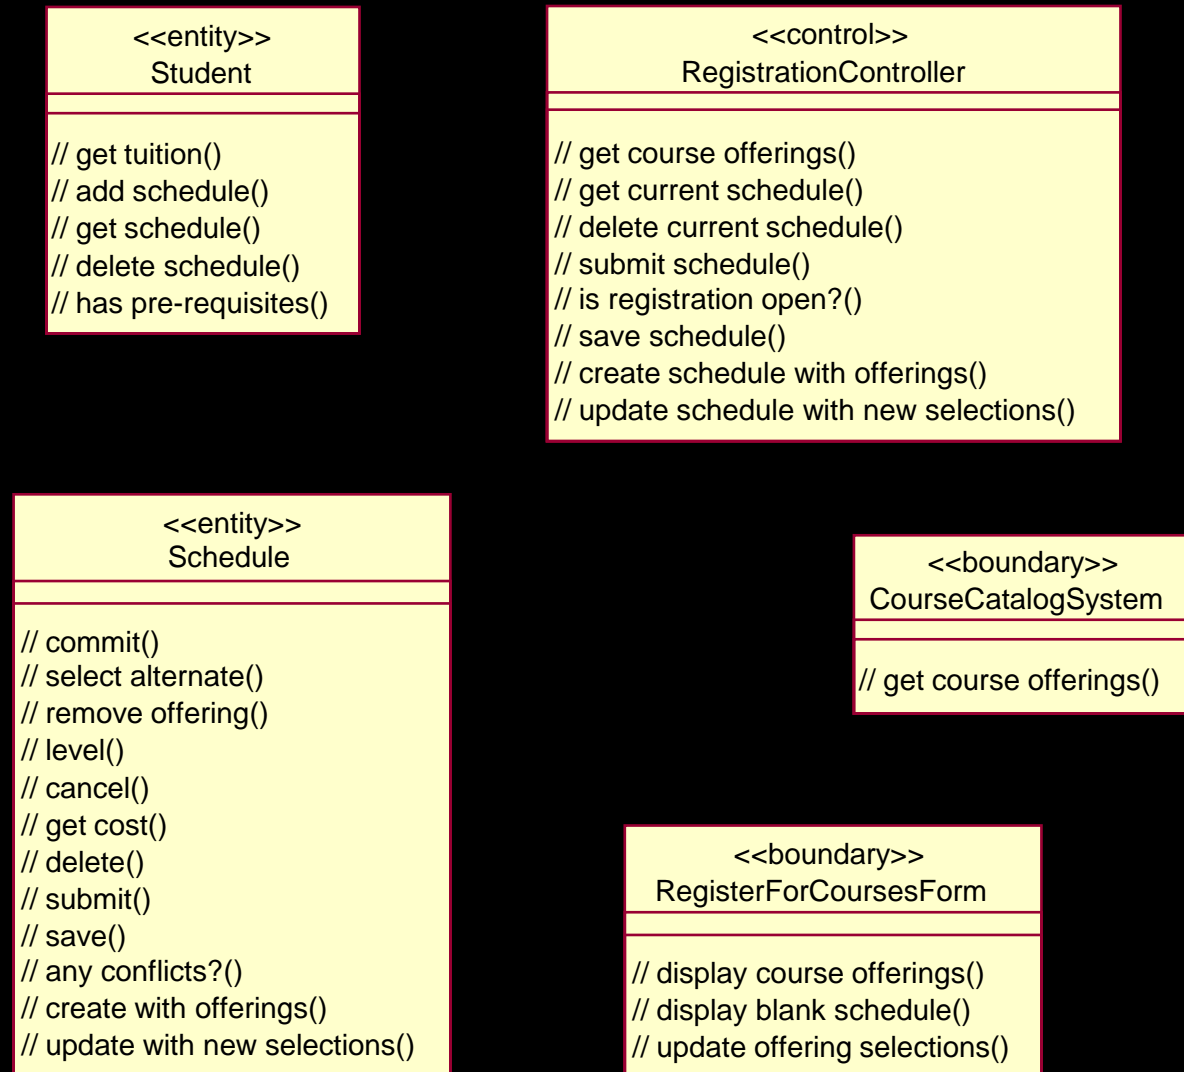 <<entity>>
Student
// get tuition()
// add schedule()
// get schedule()
// delete schedule()
// has pre-requisites()
<<control>>
RegistrationController
// get course offerings()
// get current schedule()
// delete current schedule()
// submit schedule()
// is registration open?()
// save schedule()
// create schedule with offerings()
// update schedule with new selections()
<<entity>>
Schedule
// commit()
// select alternate()
// remove offering()
// level()
// cancel()
// get cost()
// delete()
// submit()
// save()
// any conflicts?()
// create with offerings()
// update with new selections()
<<boundary>>
CourseCatalogSystem
// get course offerings()
<<boundary>>
RegisterForCoursesForm
// display course offerings()
// display blank schedule()
// update offering selections()